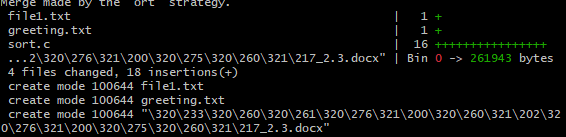 Merge made by the 'ort' strategy.
file1.txt | 1 +
greeting.txt | 1 +
sort.c | 16 ++++++++++++++++
...2\320\276\321\200\320\275\320\260\321\217_2.3.docx" | Bin 0 -> 261943 bytes
4 files changed, 18 insertions(+)
create mode 100644 file1.txt
create mode 100644 greeting.txt
create mode 100644 "\320\233\320\260\320\261\320\276\321\200\320\260\321\202\32
0\276\321\200\320\275\320\260\321\217_2.3.docx"